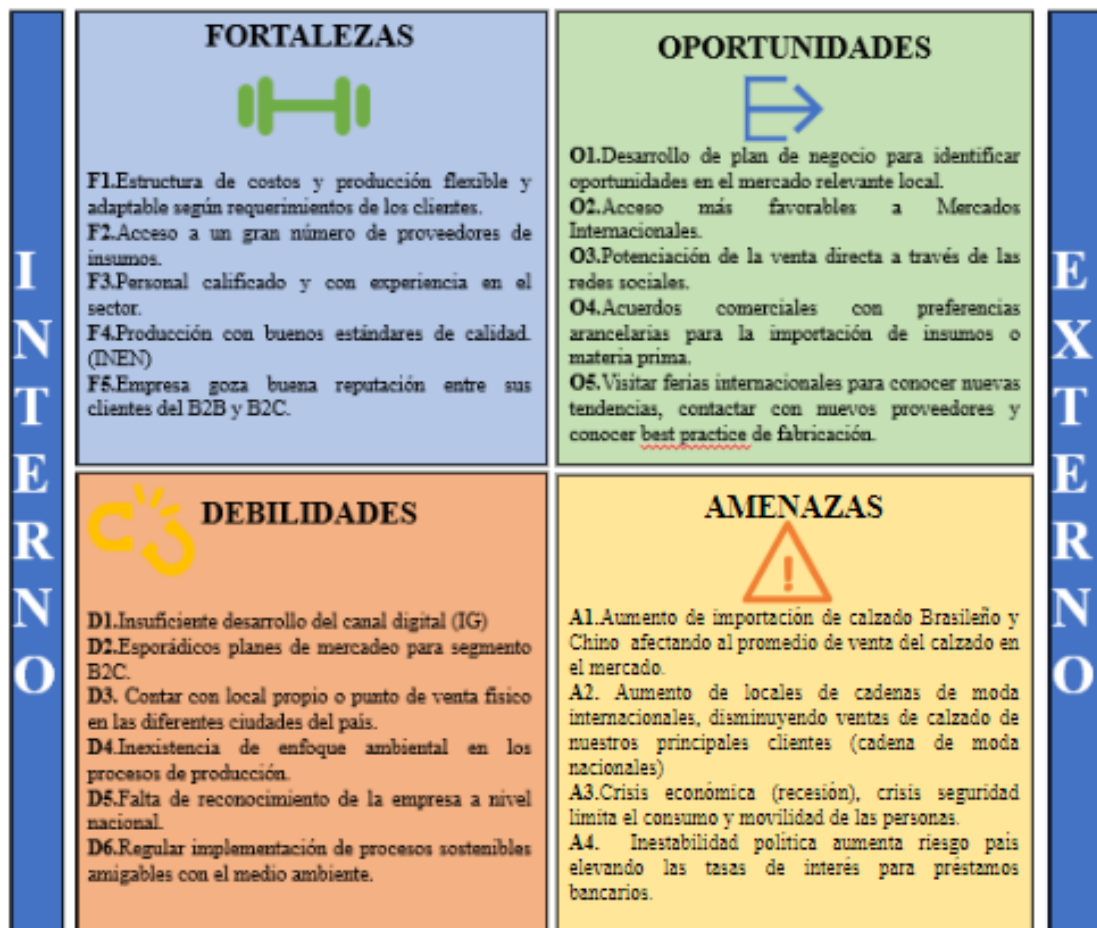 INTERNO
FORTALEZAS
F1.Estructura de costos y producción flexible y
adaptable según requerimientos de los clientes.
F2.Acceso a un gran número de proveedores de
insumos.
F3.Personal calificado y con experiencia en el
sector.
F4.Producción con buenos estándares de calidad.
(INEN)
F5.Empresa goza buena reputación entre sus
clientes del B2B y B2C.
OPORTUNIDADES
O1.Desarrollo de plan de negocio para identificar
oportunidades en el mercado relevante local.
O2.Acceso más favorables a Mercados
Internacionales.
O3.Potenciación de la venta directa a través de las
redes sociales.
O4.Acuerdos comerciales con preferencias
arancelarias para la importación de insumos o
materia prima.
O5.Visitar ferias internacionales para conocer nuevas
tendencias, contactar con nuevos proveedores y
conocer best practice de fabricación.
DEBILIDADES
D1.Insuficiente desarrollo del canal digital (IG)
D2.Esporádicos planes de mercadeo para segmento
B2C.
D3. Contar con local propio o punto de venta físico
en las diferentes ciudades del país.
D4.Inexistencia de enfoque ambiental en los
procesos de producción.
D5.Falta de reconocimiento de la empresa a nivel
nacional.
D6.Regular implementación de procesos sostenibles
amigables con el medio ambiente.
AMENAZAS
A1.Aumento de importación de calzado Brasileño y
Chino afectando al promedio de venta del calzado en
el mercado.
A2. Aumento de locales de cadenas de moda
internacionales, disminuyendo ventas de calzado de
nuestros principales clientes (cadena de moda
nacionales)
A3.Crisis económica (recesión), crisis seguridad
limita el consumo y movilidad de las personas.
A4. Inestabilidad política aumenta riesgo país
elevando las tasas de interés para préstamos
bancarios.
EXTERNO